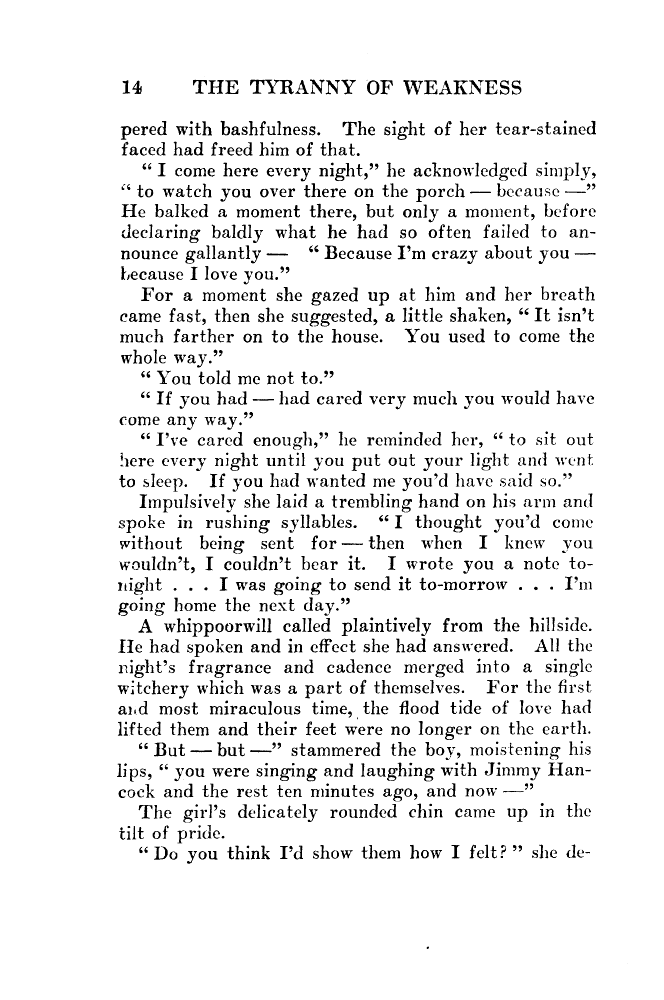 14 THE TYRANNY OF WEAKNESS
pered with bashfulness. The sight of her tear-stained
faced had freed him of that.
“ I come here every night,” he acknowledged simply,
“ to watch you over there on the porch — because —”
He balked a moment there, but only a moment, before
declaring baldly what he had so often failed to an-
nounce gallantly — “ Because I’m crazy about you —
because I love you.”
For a moment she gazed up at him and her breath
came fast, then she suggested, a little shaken, “ It isn’t
much farther on to the house. You used to come the
whole way.”
“ You told me not to.”
“ If you had — had cared very much you would have
come any way.”
“ I’ve cared enough,” he reminded her, “ to sit out
here every night until you put out your light and went
to sleep. If you had wanted me you’d have said so.”
Impulsively she laid a trembling hand on his arm and
spoke in rushing syllables. “ I thought you’d come
without being sent for — then when I knew you
wouldn’t, I couldn’t bear it. I wrote you a note to-
night . . . I was going to send it to-morrow . . . I’m
going home the next day.”
A whippoorwill called plaintively from the hillside.
He had spoken and in effect she had answered. All the
night’s fragrance and cadence merged into a single
witchery which was a part of themselves. For the first
and most miraculous time, the flood tide of love had
lifted them and their feet were no longer on the earth.
“ But — but —” stammered the boy, moistening his
lips, “ you were singing and laughing with Jimmy Han-
cock and the rest ten minutes ago, and now —”
The girl’s delicately rounded chin came up in the
tilt of pride.
“ Do you think I’d show them how I felt? ” she de-